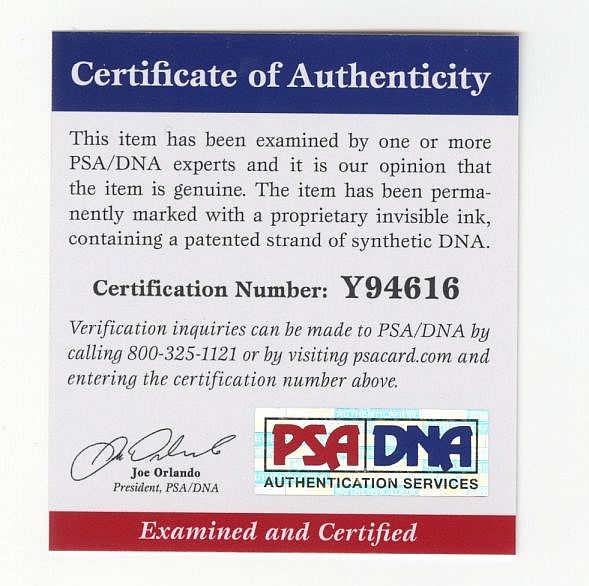 Certificate of Authenticity
This item has been examined by one or more
PSA/DNA experts and it is our opinion that
the item is genuine. The item has been perma-
nently marked with a proprietary invisible ink,
containing a patented strand of synthetic DNA.
Certification Number: Y94616
Verification inquiries can be made to PSA/DNA by
calling 800-325-1121 or by visiting psacard.com and
entering the certification number above.
Joe Orlando
President, PSA/DNA
PSA DNA
AUTHENTICATION SERVICES
Examined and Certified